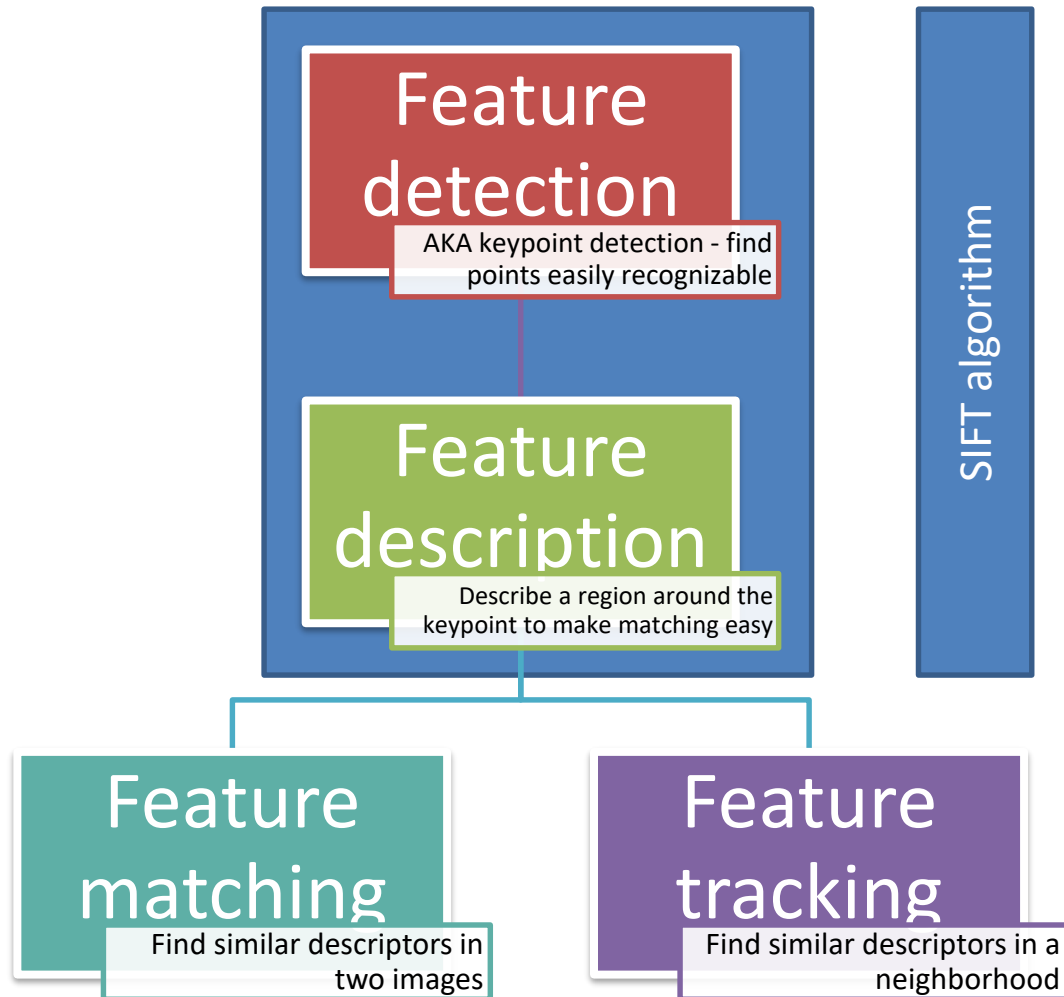 Feature
detection
AKA keypoint detection - find
points easily recognizable
SIFT algorithm
Feature
description
Describe a region around the
keypoint to make matching easy
Feature
matching
Find similar descriptors in
two images
Feature
tracking
Find similar descriptors in a
neighborhood